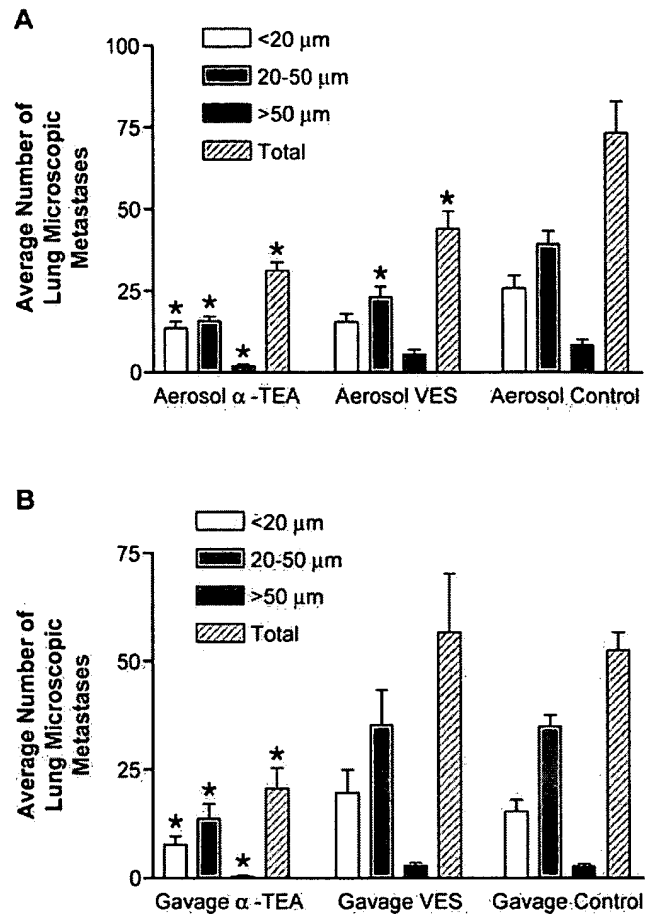 A
Average Number of
Lung Microscopic
Metastases
100
75
50
25
0
<20 μm
20-50 μm
>50 μm
Total
* * * *
* *
Aerosol α -TEA Aerosol VES Aerosol Control
B
Average Number of
Lung Microscopic
Metastases
75
50
25
0
<20 μm
20-50 μm
>50 μm
Total
* * * *
Gavage α -TEA Gavage VES Gavage Control